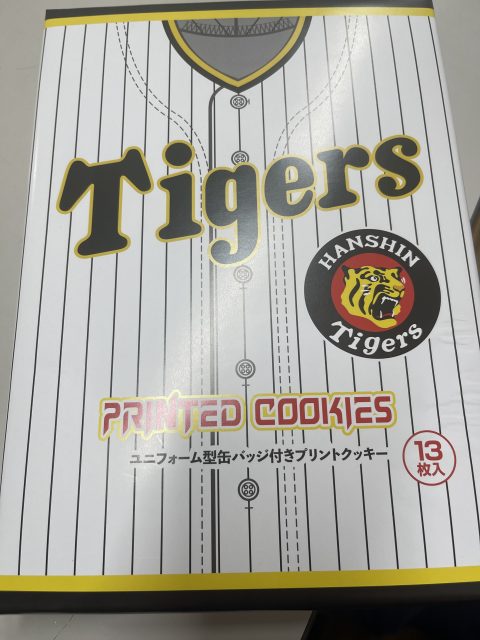 Tigers
HANSHIN
Tigers
PRINTED COOKIES
ユニフォーム型缶バッジ付きプリントクッキー
13
枚入